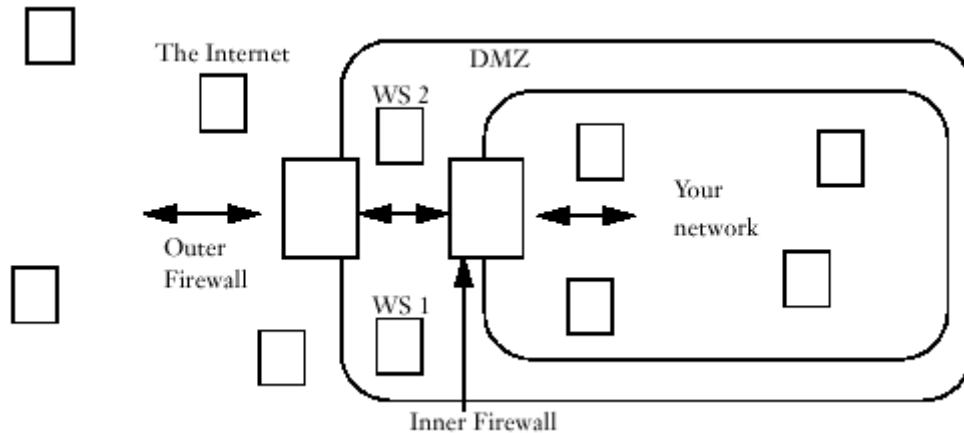 The Internet
DMZ
WS 2
Your
network
Outer
Firewall
WS 1
Inner Firewall